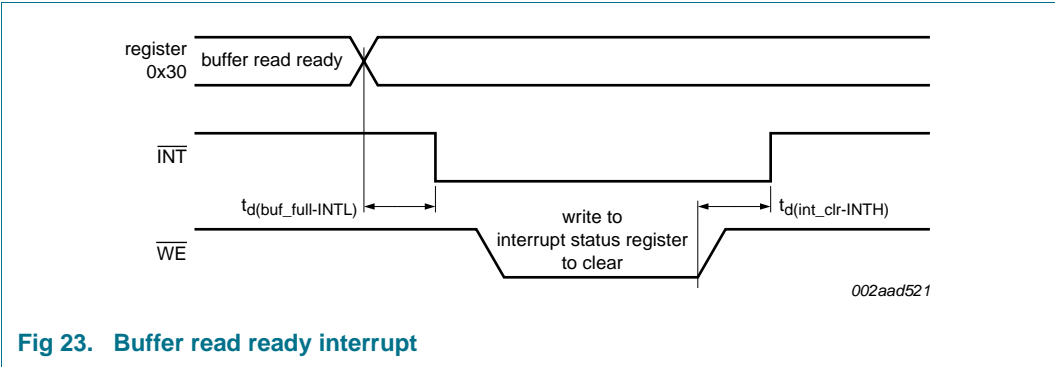 register
0x30
buffer read ready
INT
td(buf_full-INTL)
td(int_clr-INTH)
write to
interrupt status register
to clear
WE
002aad521
Fig 23. Buffer read ready interrupt